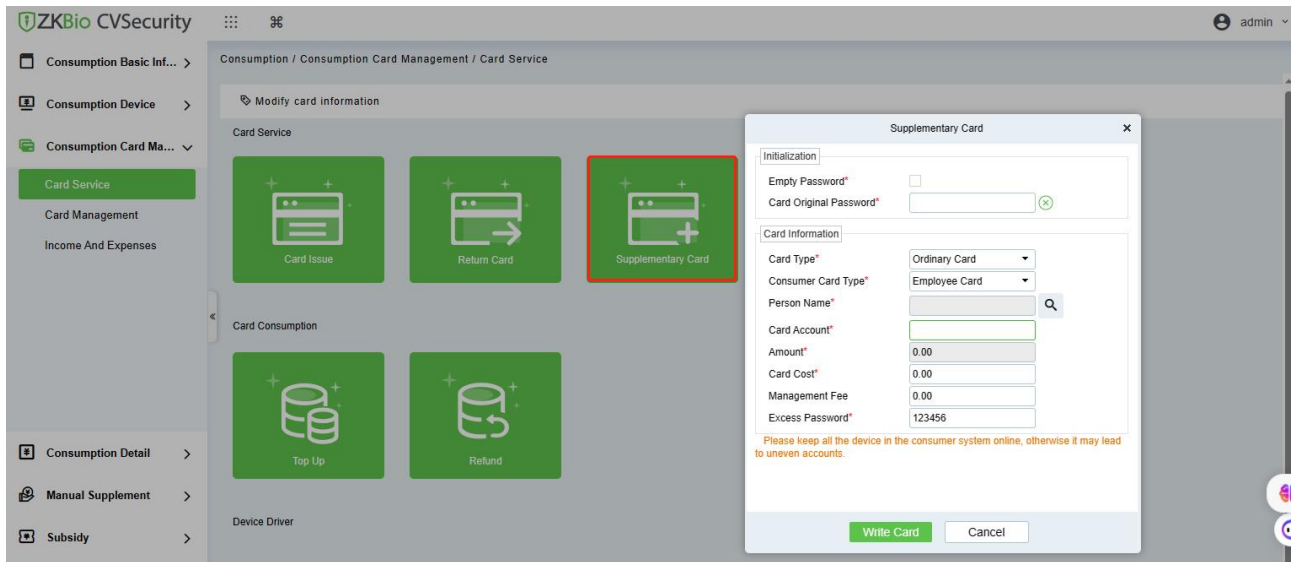 ZKBio CVSecurity
admin
Consumption Basic Inf...
Consumption Device
Consumption Card Ma...
Card Service
Card Management
Income And Expenses
Consumption Detail
Manual Supplement
Subsidy
Consumption / Consumption Card Management / Card Service
Modify card information
Card Service
Card Issue
Return Card
Supplementary Card
Card Consumption
Top Up
Refund
Device Driver
Supplementary Card
Initialization
Empty Password*
Card Original Password*
Card Information
Card Type* Ordinary Card
Consumer Card Type* Employee Card
Person Name*
Card Account*
Amount* 0.00
Card Cost* 0.00
Management Fee 0.00
Excess Password* 123456
Please keep all the device in the consumer system online, otherwise it may lead
to uneven accounts.
Write Card Cancel